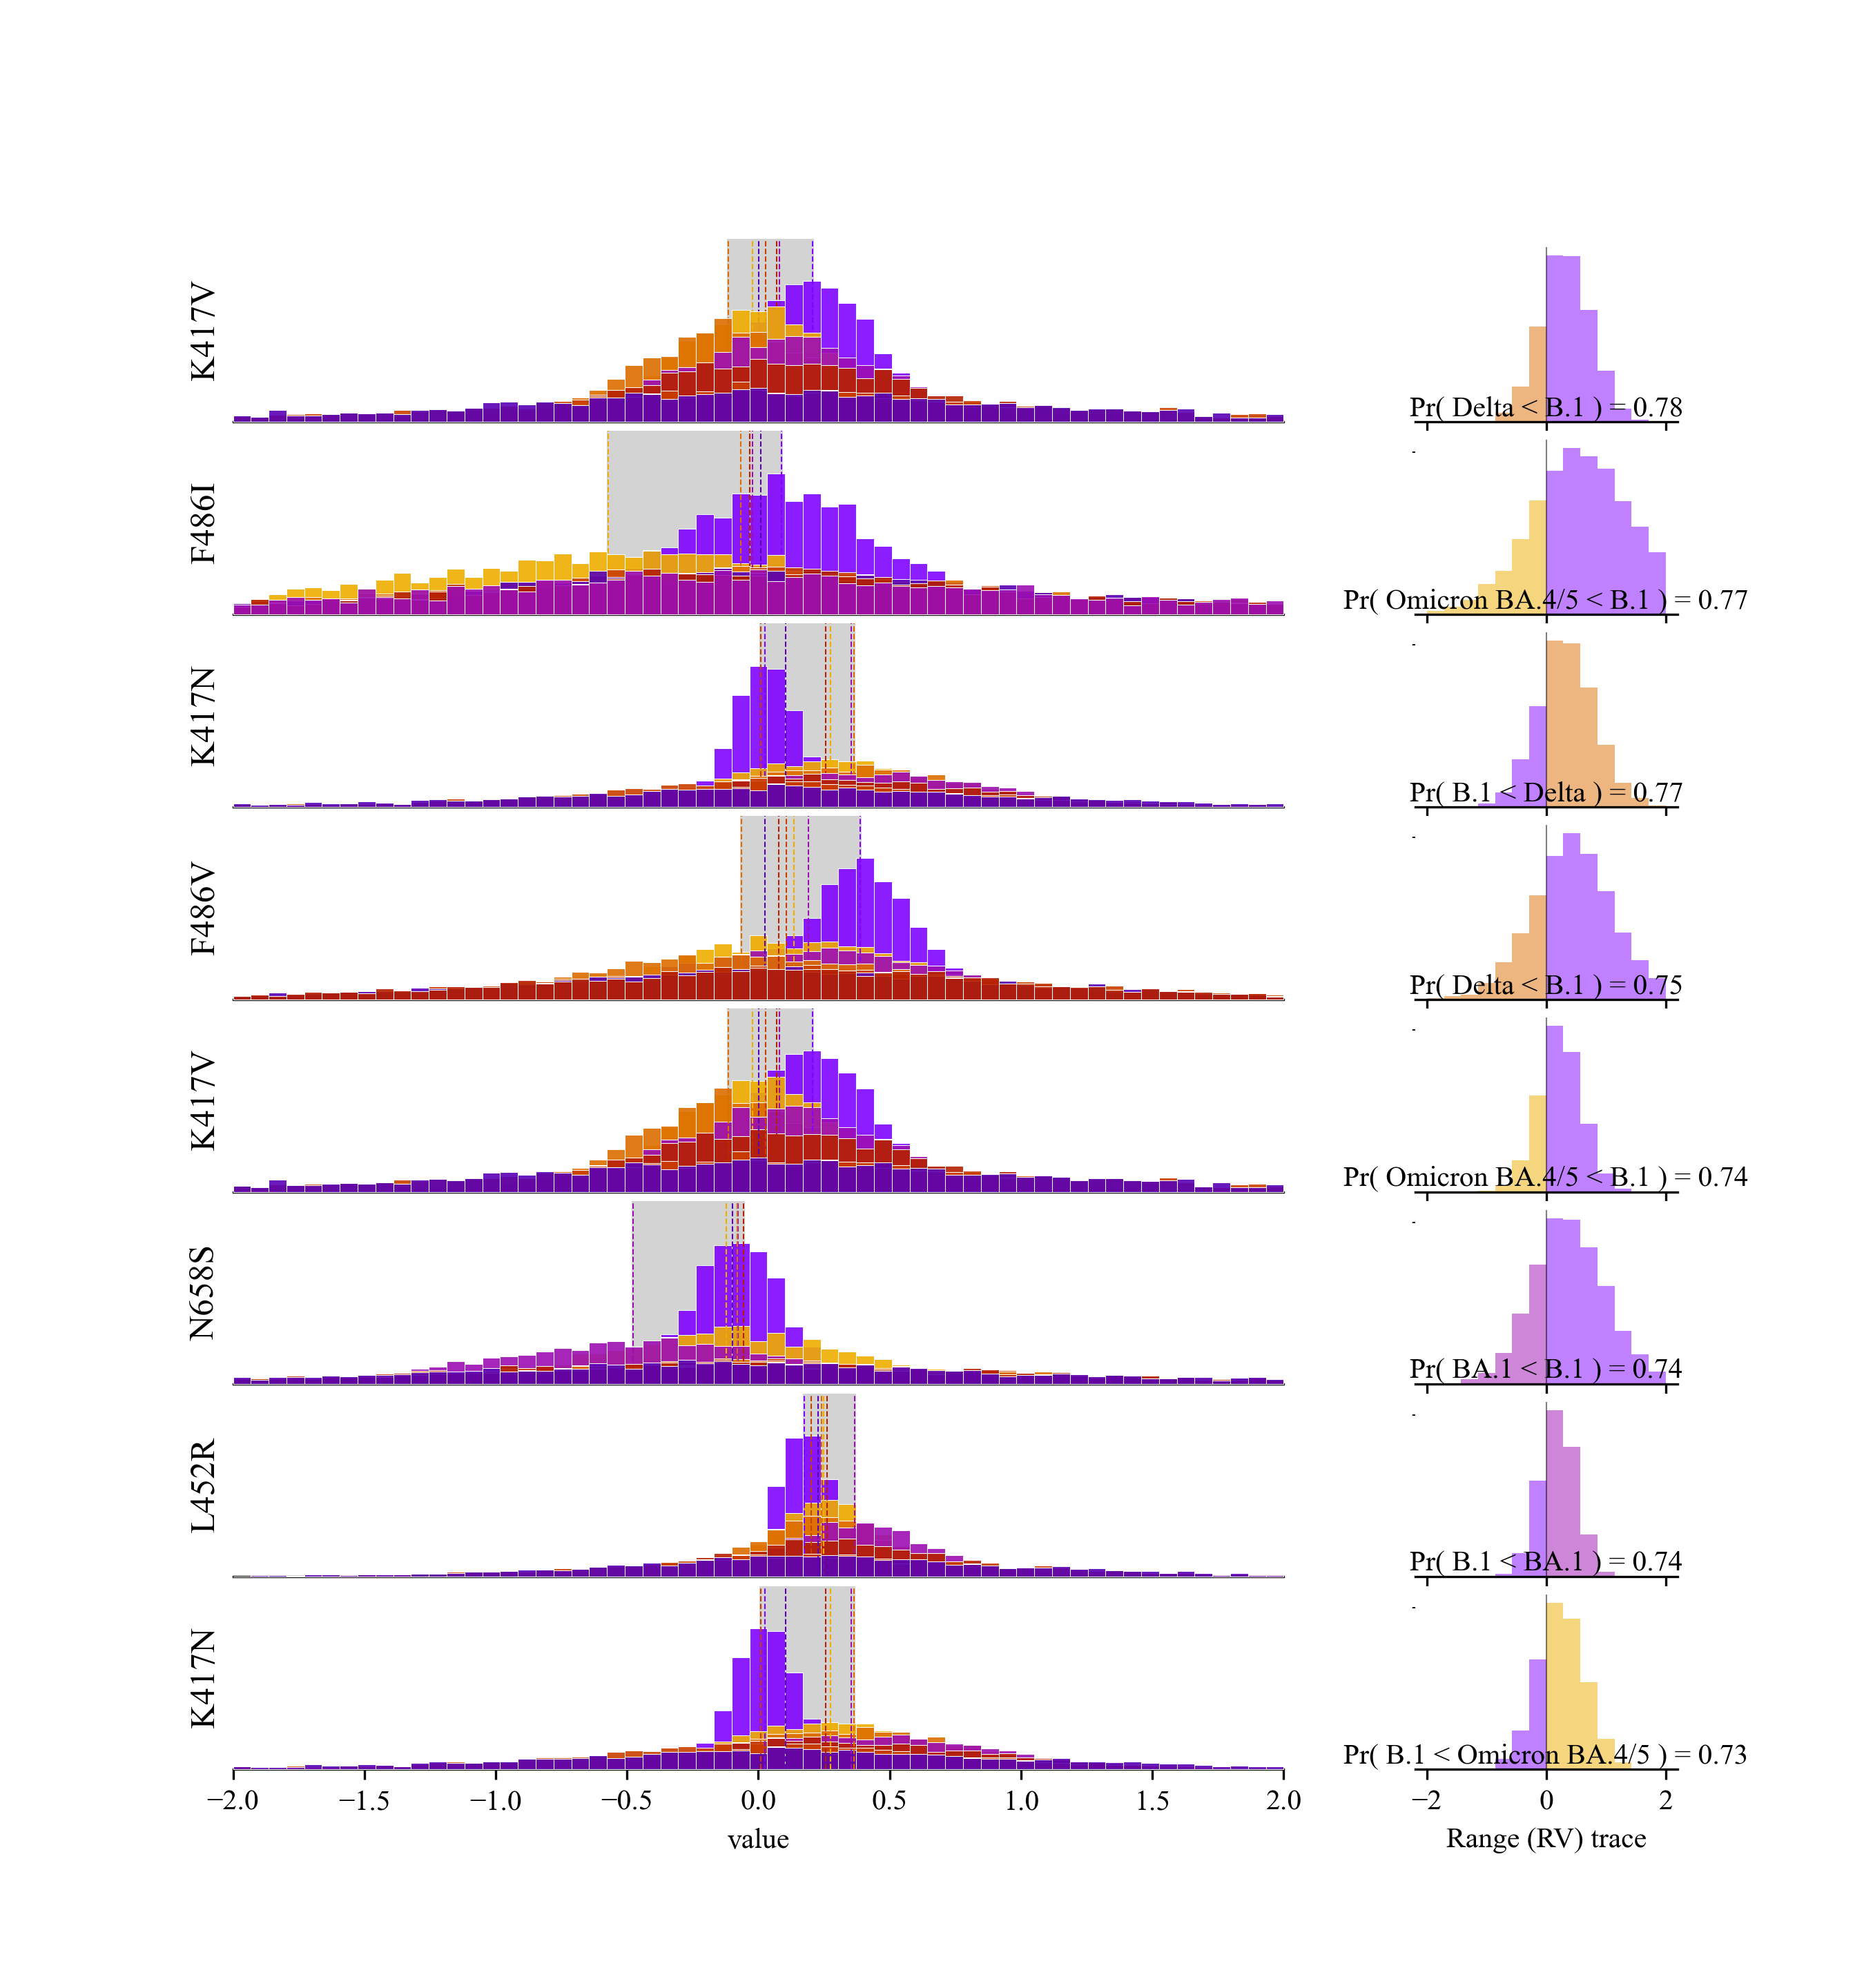 K417V
Pr( Delta < B.1 ) = 0.78
F486I
Pr( Omicron BA.4/5 < B.1 ) = 0.77
K417N
Pr( B.1 < Delta ) = 0.77
F486V
Pr( Delta < B.1 ) = 0.75
K417V
Pr( Omicron BA.4/5 < B.1 ) = 0.74
N658S
Pr( BA.1 < B.1 ) = 0.74
L452R
Pr( B.1 < BA.1 ) = 0.74
K417N
Pr( B.1 < Omicron BA.4/5 ) = 0.73
−2.0 −1.5 −1.0 −0.5 0.0 0.5 1.0 1.5 2.0
−2 0 2
value
Range (RV) trace